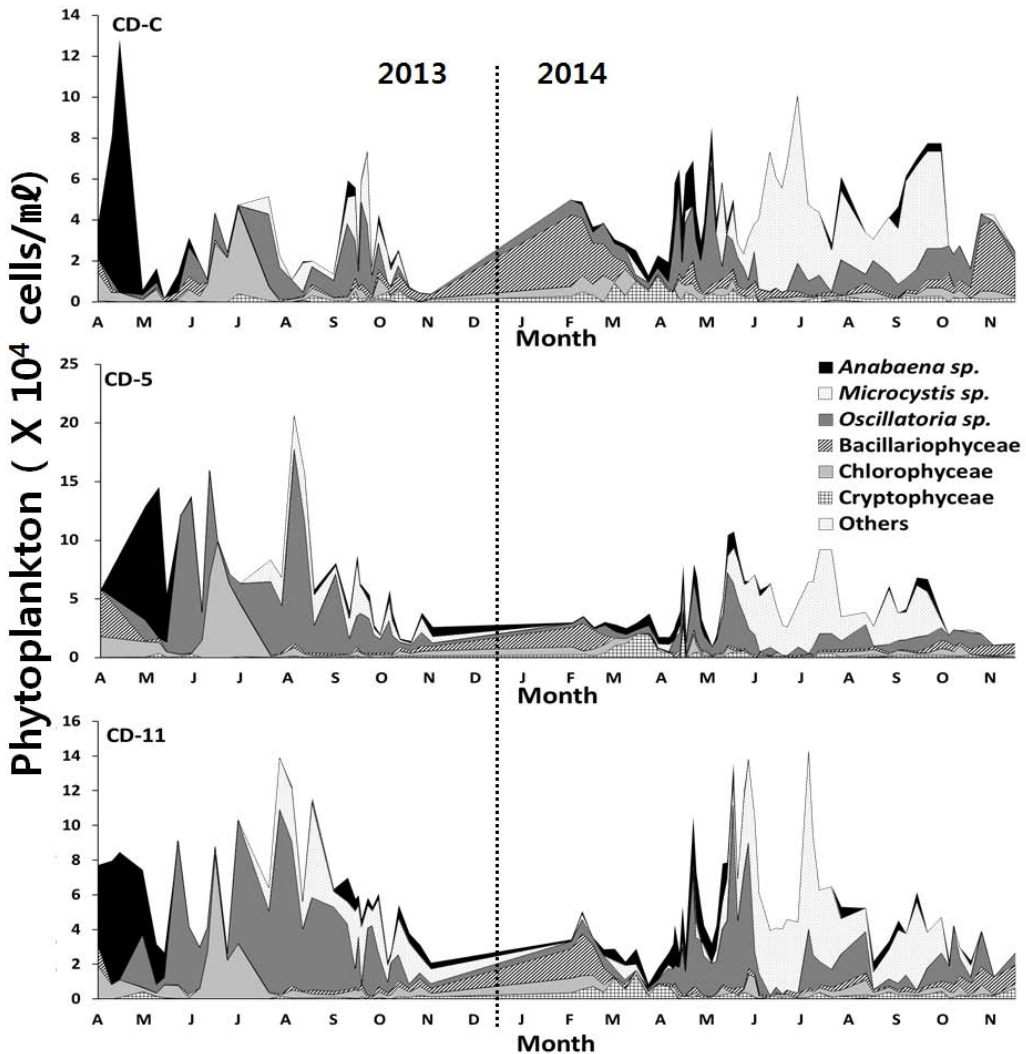 Phytoplankton ( X 10⁴ cells/㎖)
CD-C
2013
2014
14
12
10
8
6
4
2
0
A M J J A S O N D J F M A M J J A S O N
Month
CD-5
25
20
15
10
5
0
Anabaena sp.
Microcystis sp.
Oscillatoria sp.
Bacillariophyceae
Chlorophyceae
Cryptophyceae
Others
A M J J A S O N D J F M A M J J A S O N
Month
CD-11
16
14
12
10
8
6
4
2
0
A M J J A S O N D J F M A M J J A S O N
Month